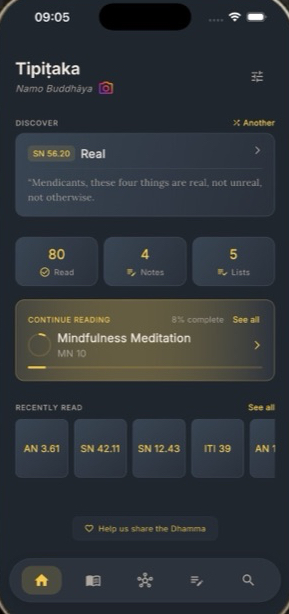 09:05
Tipiṭaka
Namo Buddhāya
DISCOVER
Another
SN 56.20 Real
"Mendicants, these four things are real, not unreal,
not otherwise.
80
Read
4
Notes
5
Lists
CONTINUE READING 8% complete See all
Mindfulness Meditation
MN 10
RECENTLY READ See all
AN 3.61 SN 42.11 SN 12.43 ITI 39 AN 1
Help us share the Dhamma